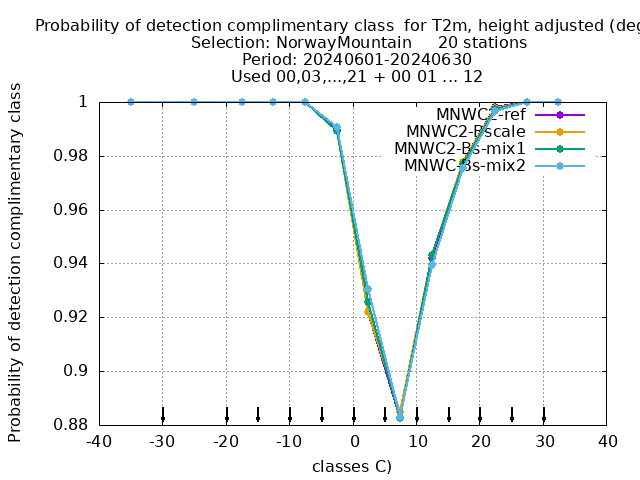 Probability of detection complimentary class for T2m, height adjusted (deg
Selection: NorwayMountain 20 stations
Period: 20240601-20240630
Used 00,03,...,21 + 00 01 ... 12
Probability of detection complimentary class
1
0.98
0.96
0.94
0.92
0.9
0.88
MNWC2-ref
MNWC2-Bscale
MNWC2-Bs-mix1
MNWC-Bs-mix2
-40 -30 -20 -10 0 10 20 30 40
classes C)